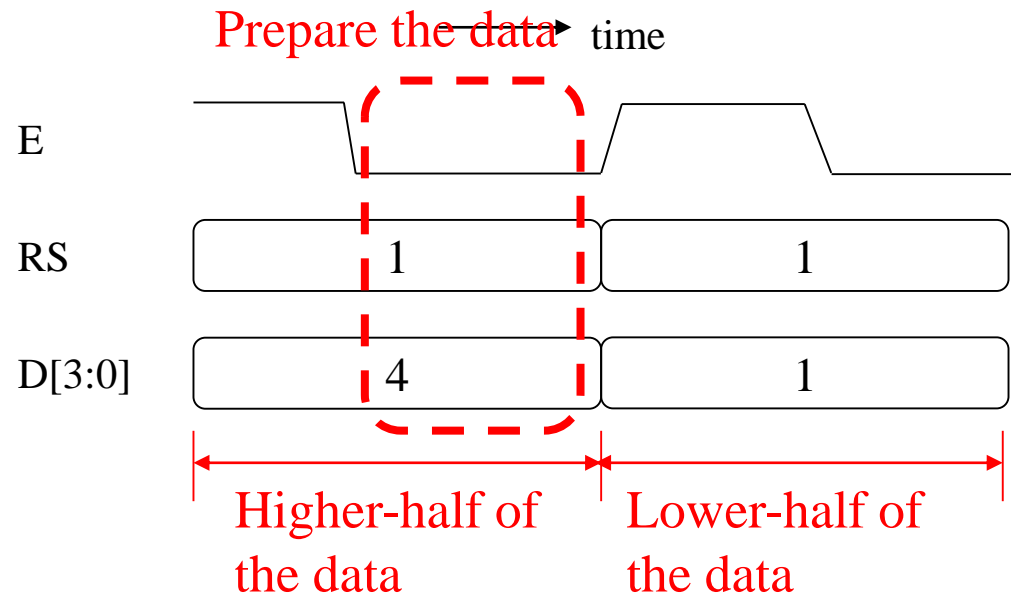 Prepare the data
time
E
RS
1
1
D[3:0]
4
1
Higher-half of
the data
Lower-half of
the data